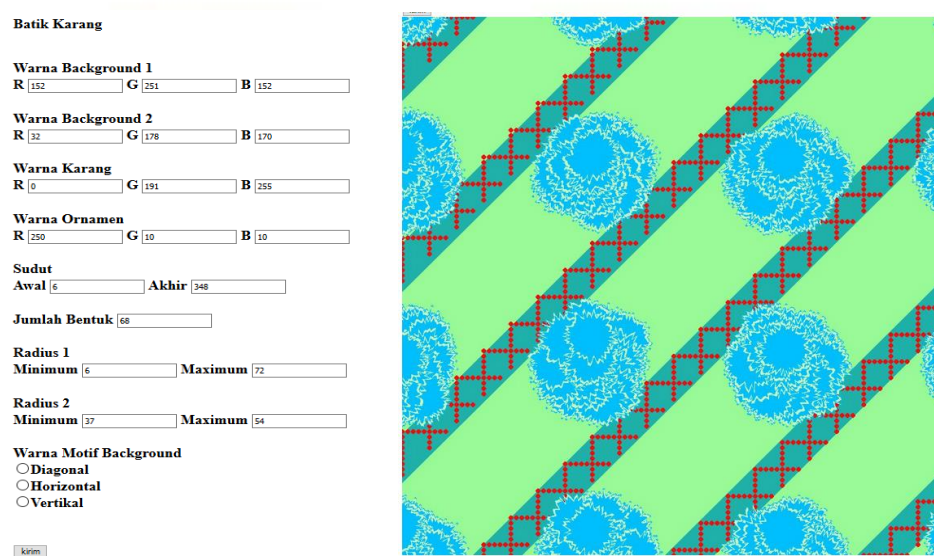 Batik Karang
Warna Background 1
R 152 G 251 B 152
Warna Background 2
R 32 G 178 B 170
Warna Karang
R 0 G 191 B 255
Warna Ornamen
R 250 G 10 B 10
Sudut
Awal 6 Akhir 348
Jumlah Bentuk 68
Radius 1
Minimum 6 Maximum 72
Radius 2
Minimum 37 Maximum 54
Warna Motif Background
Diagonal
Horizontal
Vertikal
kirim